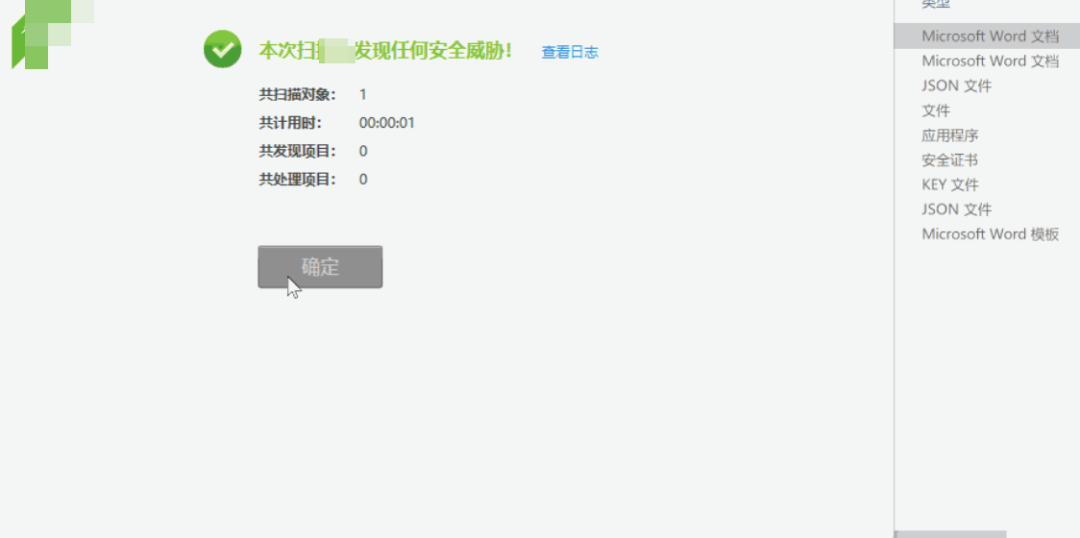 本次扫 发现任何安全威胁! 查看日志
共扫描对象: 1
共计用时: 00:00:01
共发现项目: 0
共处理项目: 0
确定
类型
Microsoft Word 文档
Microsoft Word 文档
JSON 文件
文件
应用程序
安全证书
KEY 文件
JSON 文件
Microsoft Word 模板